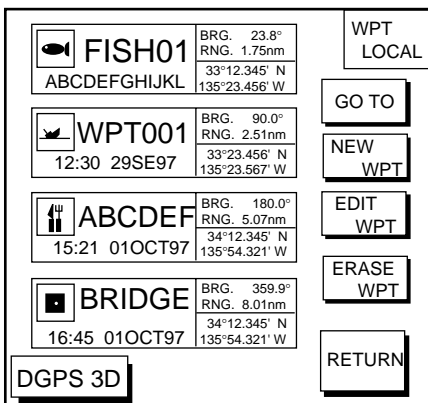 FISH01
ABCDEFGHIJKL
BRG. 23.8°
RNG. 1.75nm
33°12.345' N
135°23.456' W
WPT001
12:30 29SE97
BRG. 90.0°
RNG. 2.51nm
33°23.456' N
135°23.567' W
ABCDEF
15:21 01OCT97
BRG. 180.0°
RNG. 5.07nm
34°12.345' N
135°54.321' W
BRIDGE
16:45 01OCT97
BRG. 359.9°
RNG. 8.01nm
34°12.345' N
135°54.321' W
DGPS 3D
WPT
LOCAL
GO TO
NEW
WPT
EDIT
WPT
ERASE
WPT
RETURN